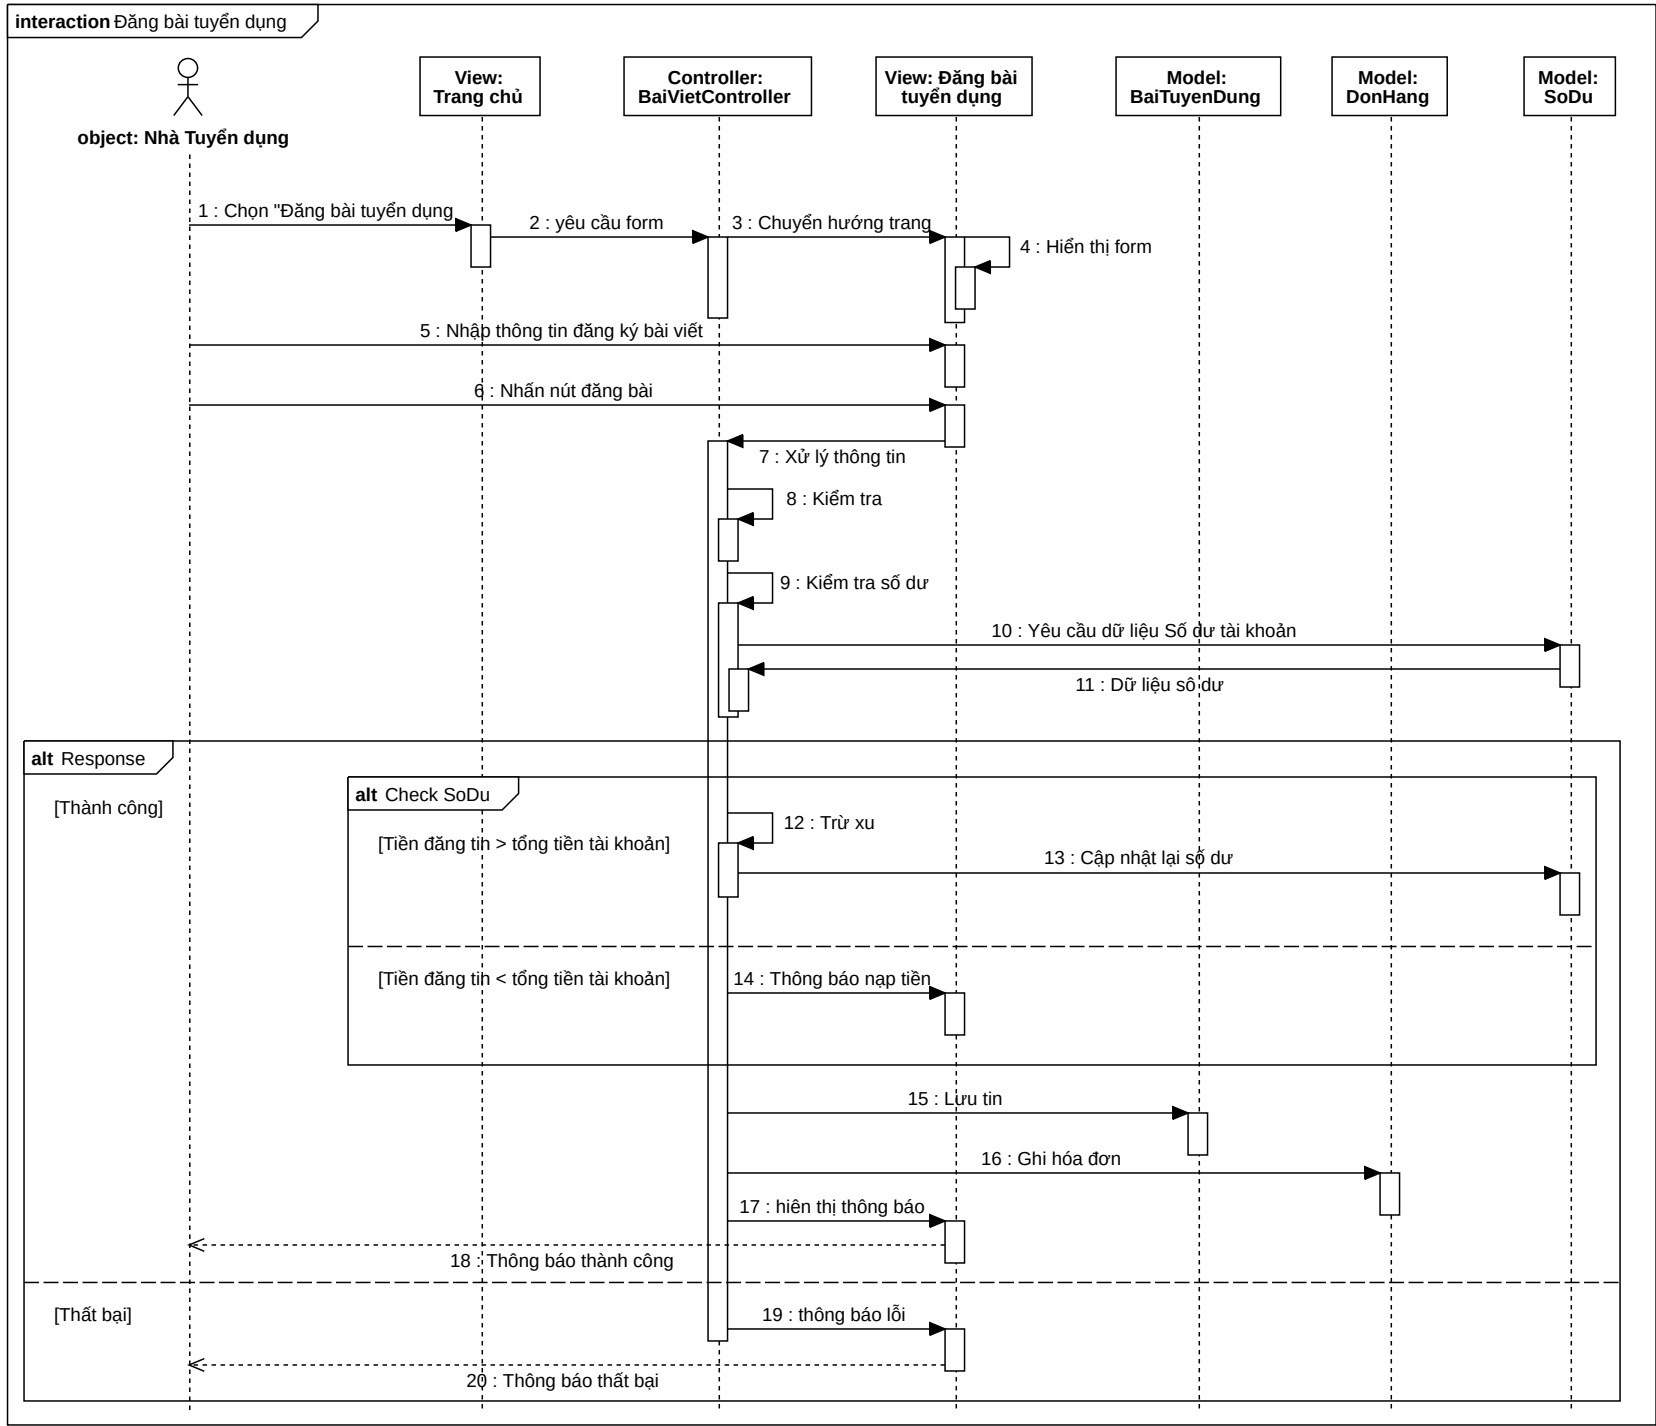 interaction Đăng bài tuyển dụng
object: Nhà Tuyển dụng
View:
Trang chủ
Controller:
BaiVietController
View: Đăng bài
tuyển dụng
Model:
BaiTuyenDung
Model:
DonHang
Model:
SoDu
1 : Chọn "Đăng bài tuyển dụng
2 : yêu cầu form
3 : Chuyển hướng trang
4 : Hiển thị form
5 : Nhập thông tin đăng ký bài viết
6 : Nhấn nút đăng bài
7 : Xử lý thông tin
8 : Kiểm tra
9 : Kiểm tra số dư
10 : Yêu cầu dữ liệu Số dư tài khoản
11 : Dữ liệu số dư
alt Response
[Thành công]
alt Check SoDu
[Tiền đăng tin > tổng tiền tài khoản]
12 : Trừ xu
13 : Cập nhật lại số dư
[Tiền đăng tin < tổng tiền tài khoản]
14 : Thông báo nạp tiền
15 : Lưu tin
16 : Ghi hóa đơn
17 : hiên thị thông báo
18 : Thông báo thành công
[Thất bại]
19 : thông báo lỗi
20 : Thông báo thất bại